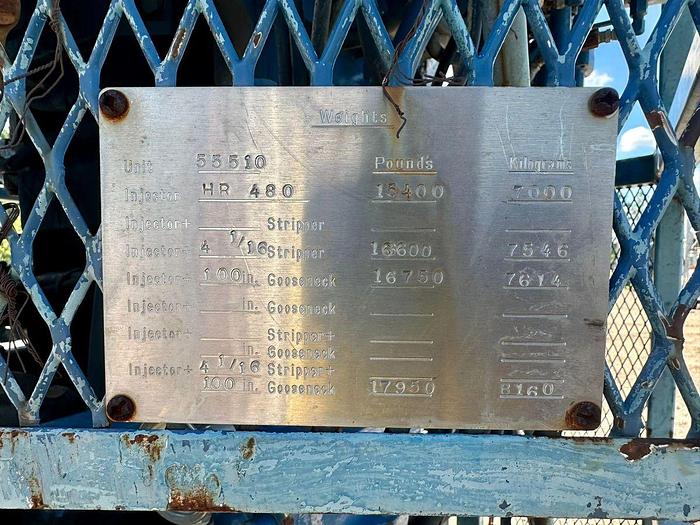 Weights
Unit 55510 Pounds Kilograms
Injector HR 480 15400 7000
Injector+ Stripper
Injector+ 4 1/16 Stripper 16600 7546
Injector+ 100 in. Gooseneck 16750 7614
Injector+ in. Gooseneck
Injector+ Stripper+
in. Gooseneck
Injector+ 4 1/16 Stripper+
100 in. Gooseneck 17950 8160